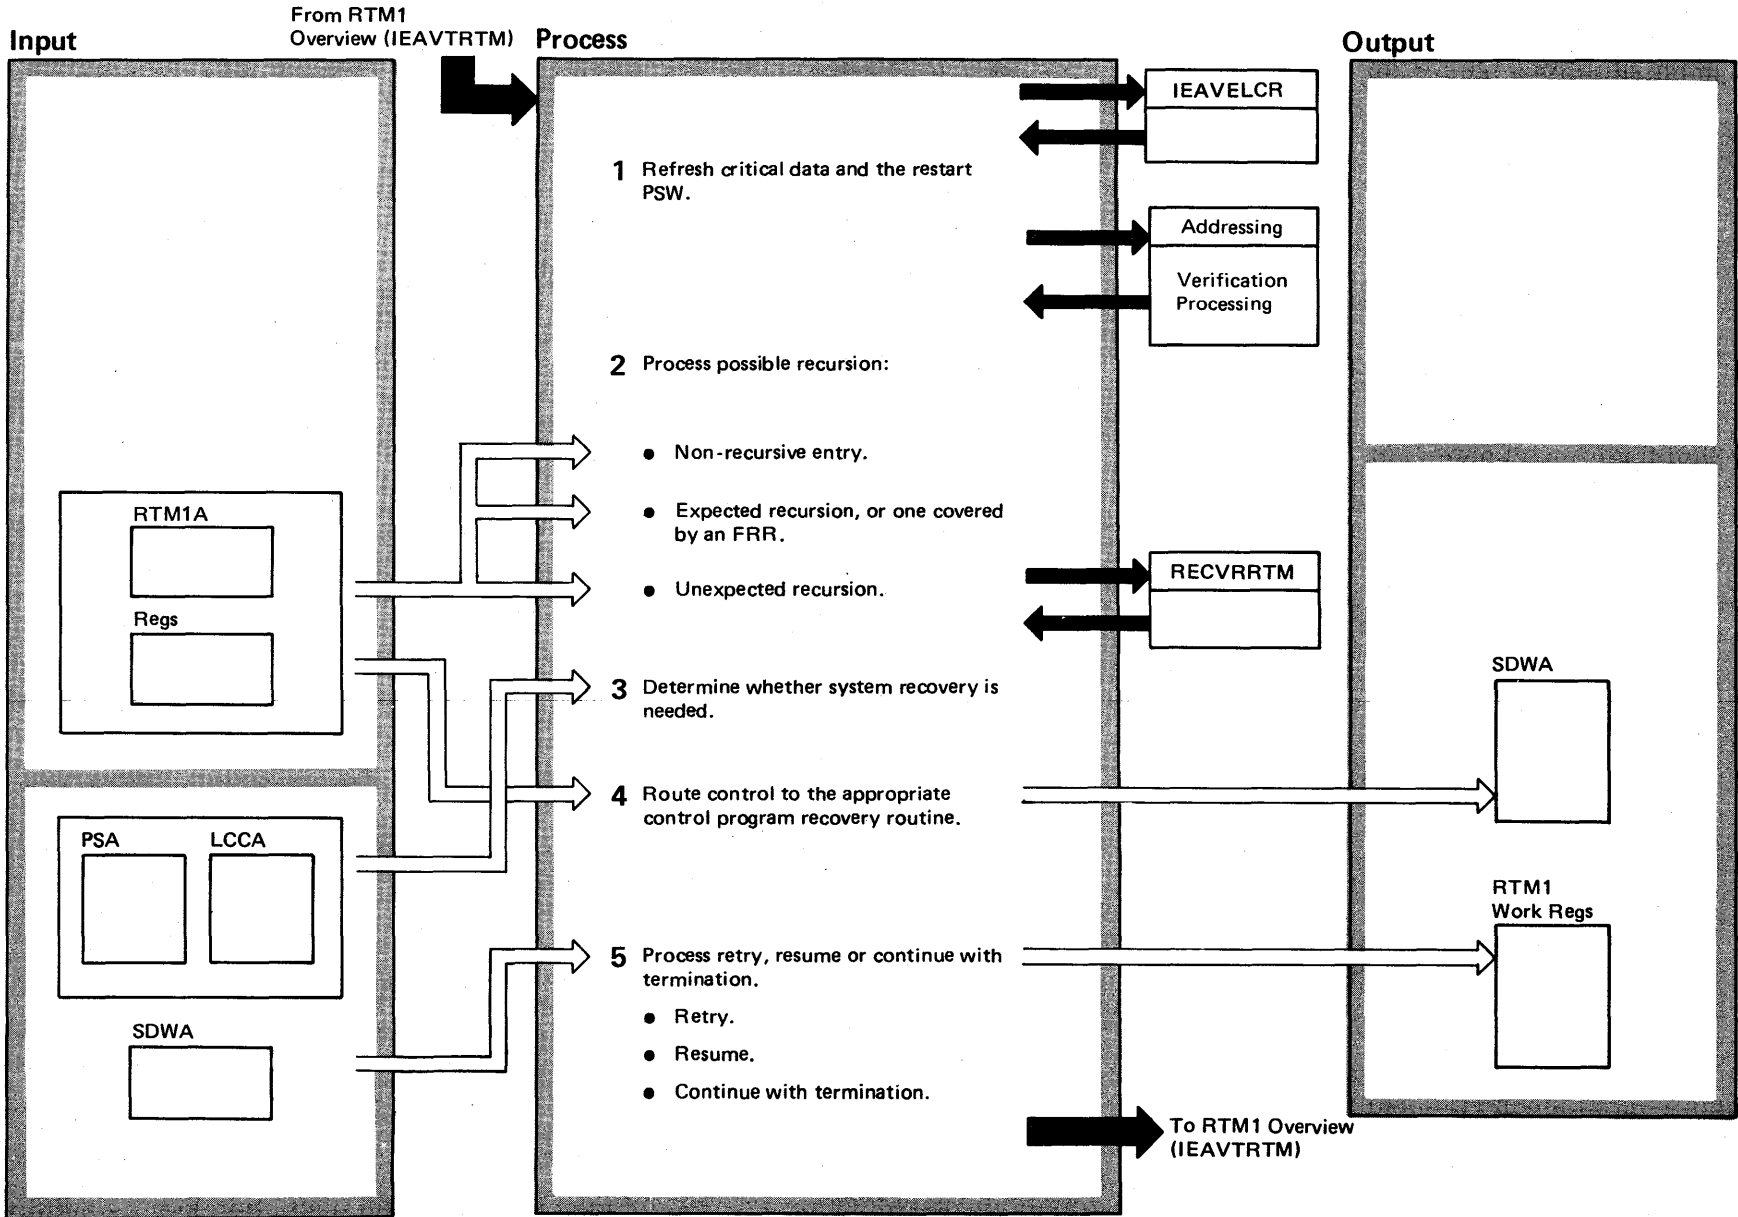 From RTM1
Overview (IEAVTRTM)
Input
Process
Output
IEAVELCR
1 Refresh critical data and the restart
PSW.
Addressing
Verification
Processing
2 Process possible recursion:
● Non-recursive entry.
● Expected recursion, or one covered
by an FRR.
● Unexpected recursion.
RECVRRTM
RTM1A
Regs
3 Determine whether system recovery is
needed.
SDWA
4 Route control to the appropriate
control program recovery routine.
PSA
LCCA
RTM1
Work Regs
5 Process retry, resume or continue with
termination.
● Retry.
● Resume.
● Continue with termination.
SDWA
To RTM1 Overview
(IEAVTRTM)